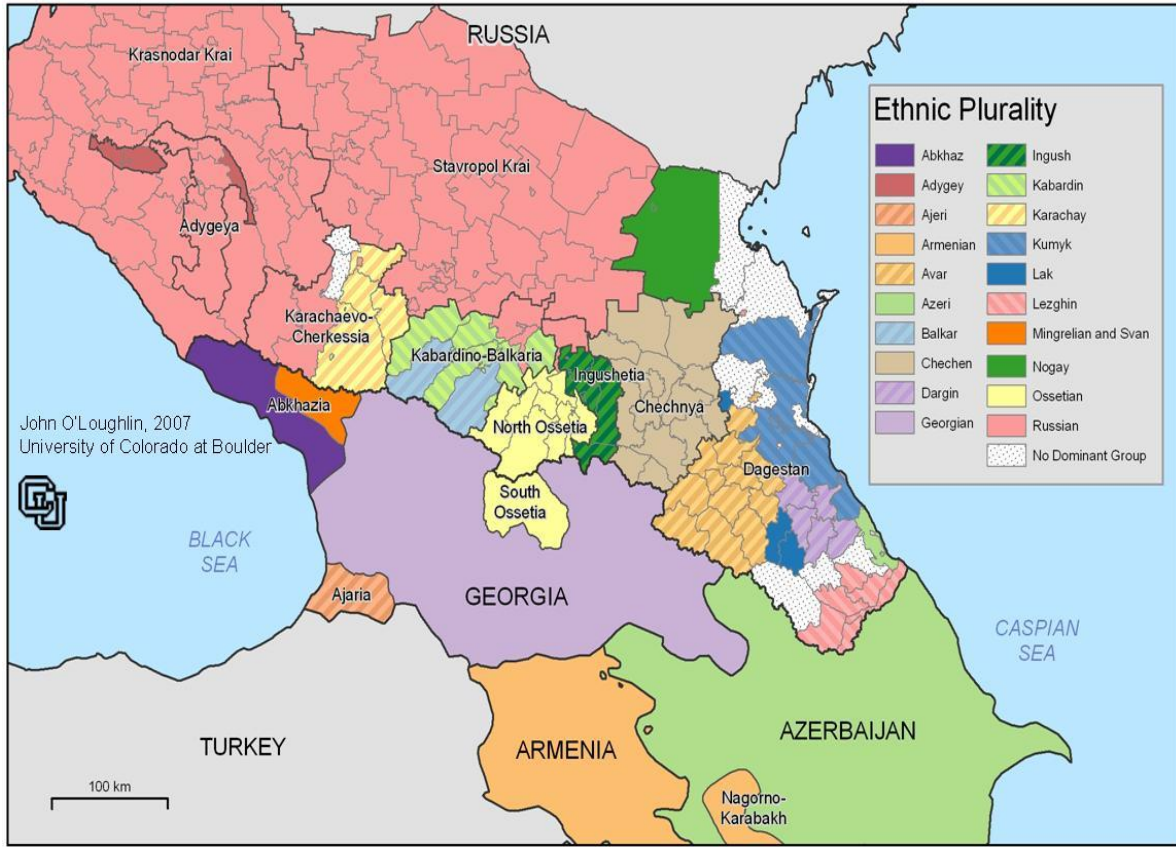 RUSSIA
Krasnodar Krai
Stavropol Krai
Adygeya
Karachaevo-
Cherkessia
Kabardino-Balkaria
Ingushetia
Chechnya
North Ossetia
Abkhazia
South
Ossetia
Dagestan
John O'Loughlin, 2007
University of Colorado at Boulder
CU
BLACK
SEA
Ajaria
GEORGIA
CASPIAN
SEA
TURKEY
ARMENIA
AZERBAIJAN
Nagorno-
Karabakh
100 km
Ethnic Plurality
Abkhaz
Adygey
Ajeri
Armenian
Avar
Azeri
Balkar
Chechen
Dargin
Georgian
Ingush
Kabardin
Karachay
Kumyk
Lak
Lezghin
Mingrelian and Svan
Nogay
Ossetian
Russian
No Dominant Group